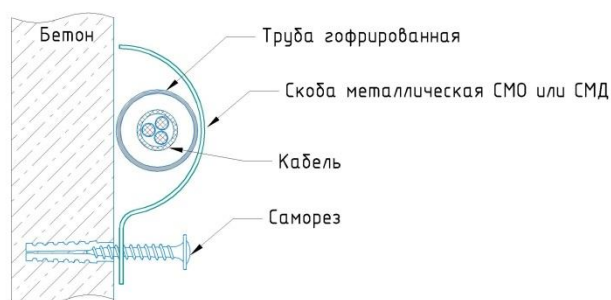 Бетон
Труба гофрированная
Скоба металлическая СМО или СМД
Кабель
Саморез